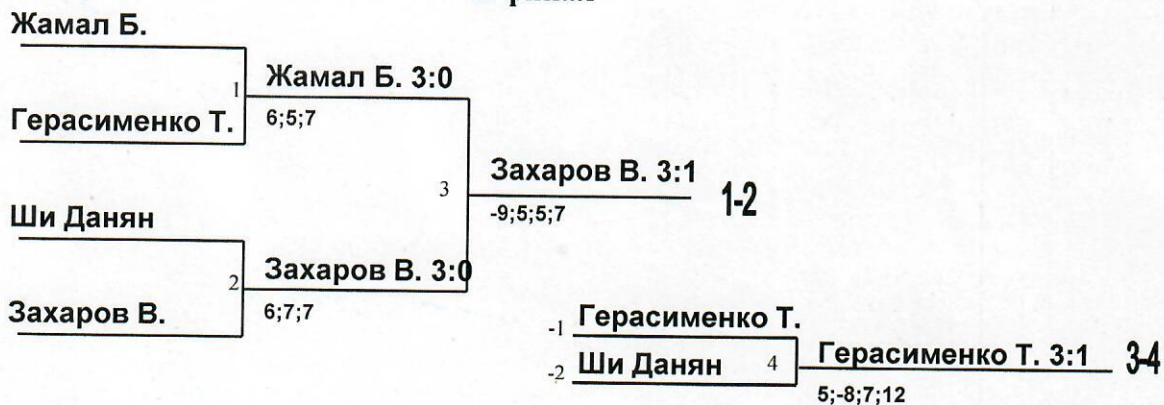 Жамал Б.
1
Жамал Б. 3:0
6;5;7
Герасименко Т.
3
Захаров В. 3:1
1-2
-9;5;5;7
Ши Данян
2
Захаров В. 3:0
6;7;7
Захаров В.
-1 Герасименко Т.
-2 Ши Данян
4
Герасименко Т. 3:1
3-4
5;-8;7;12